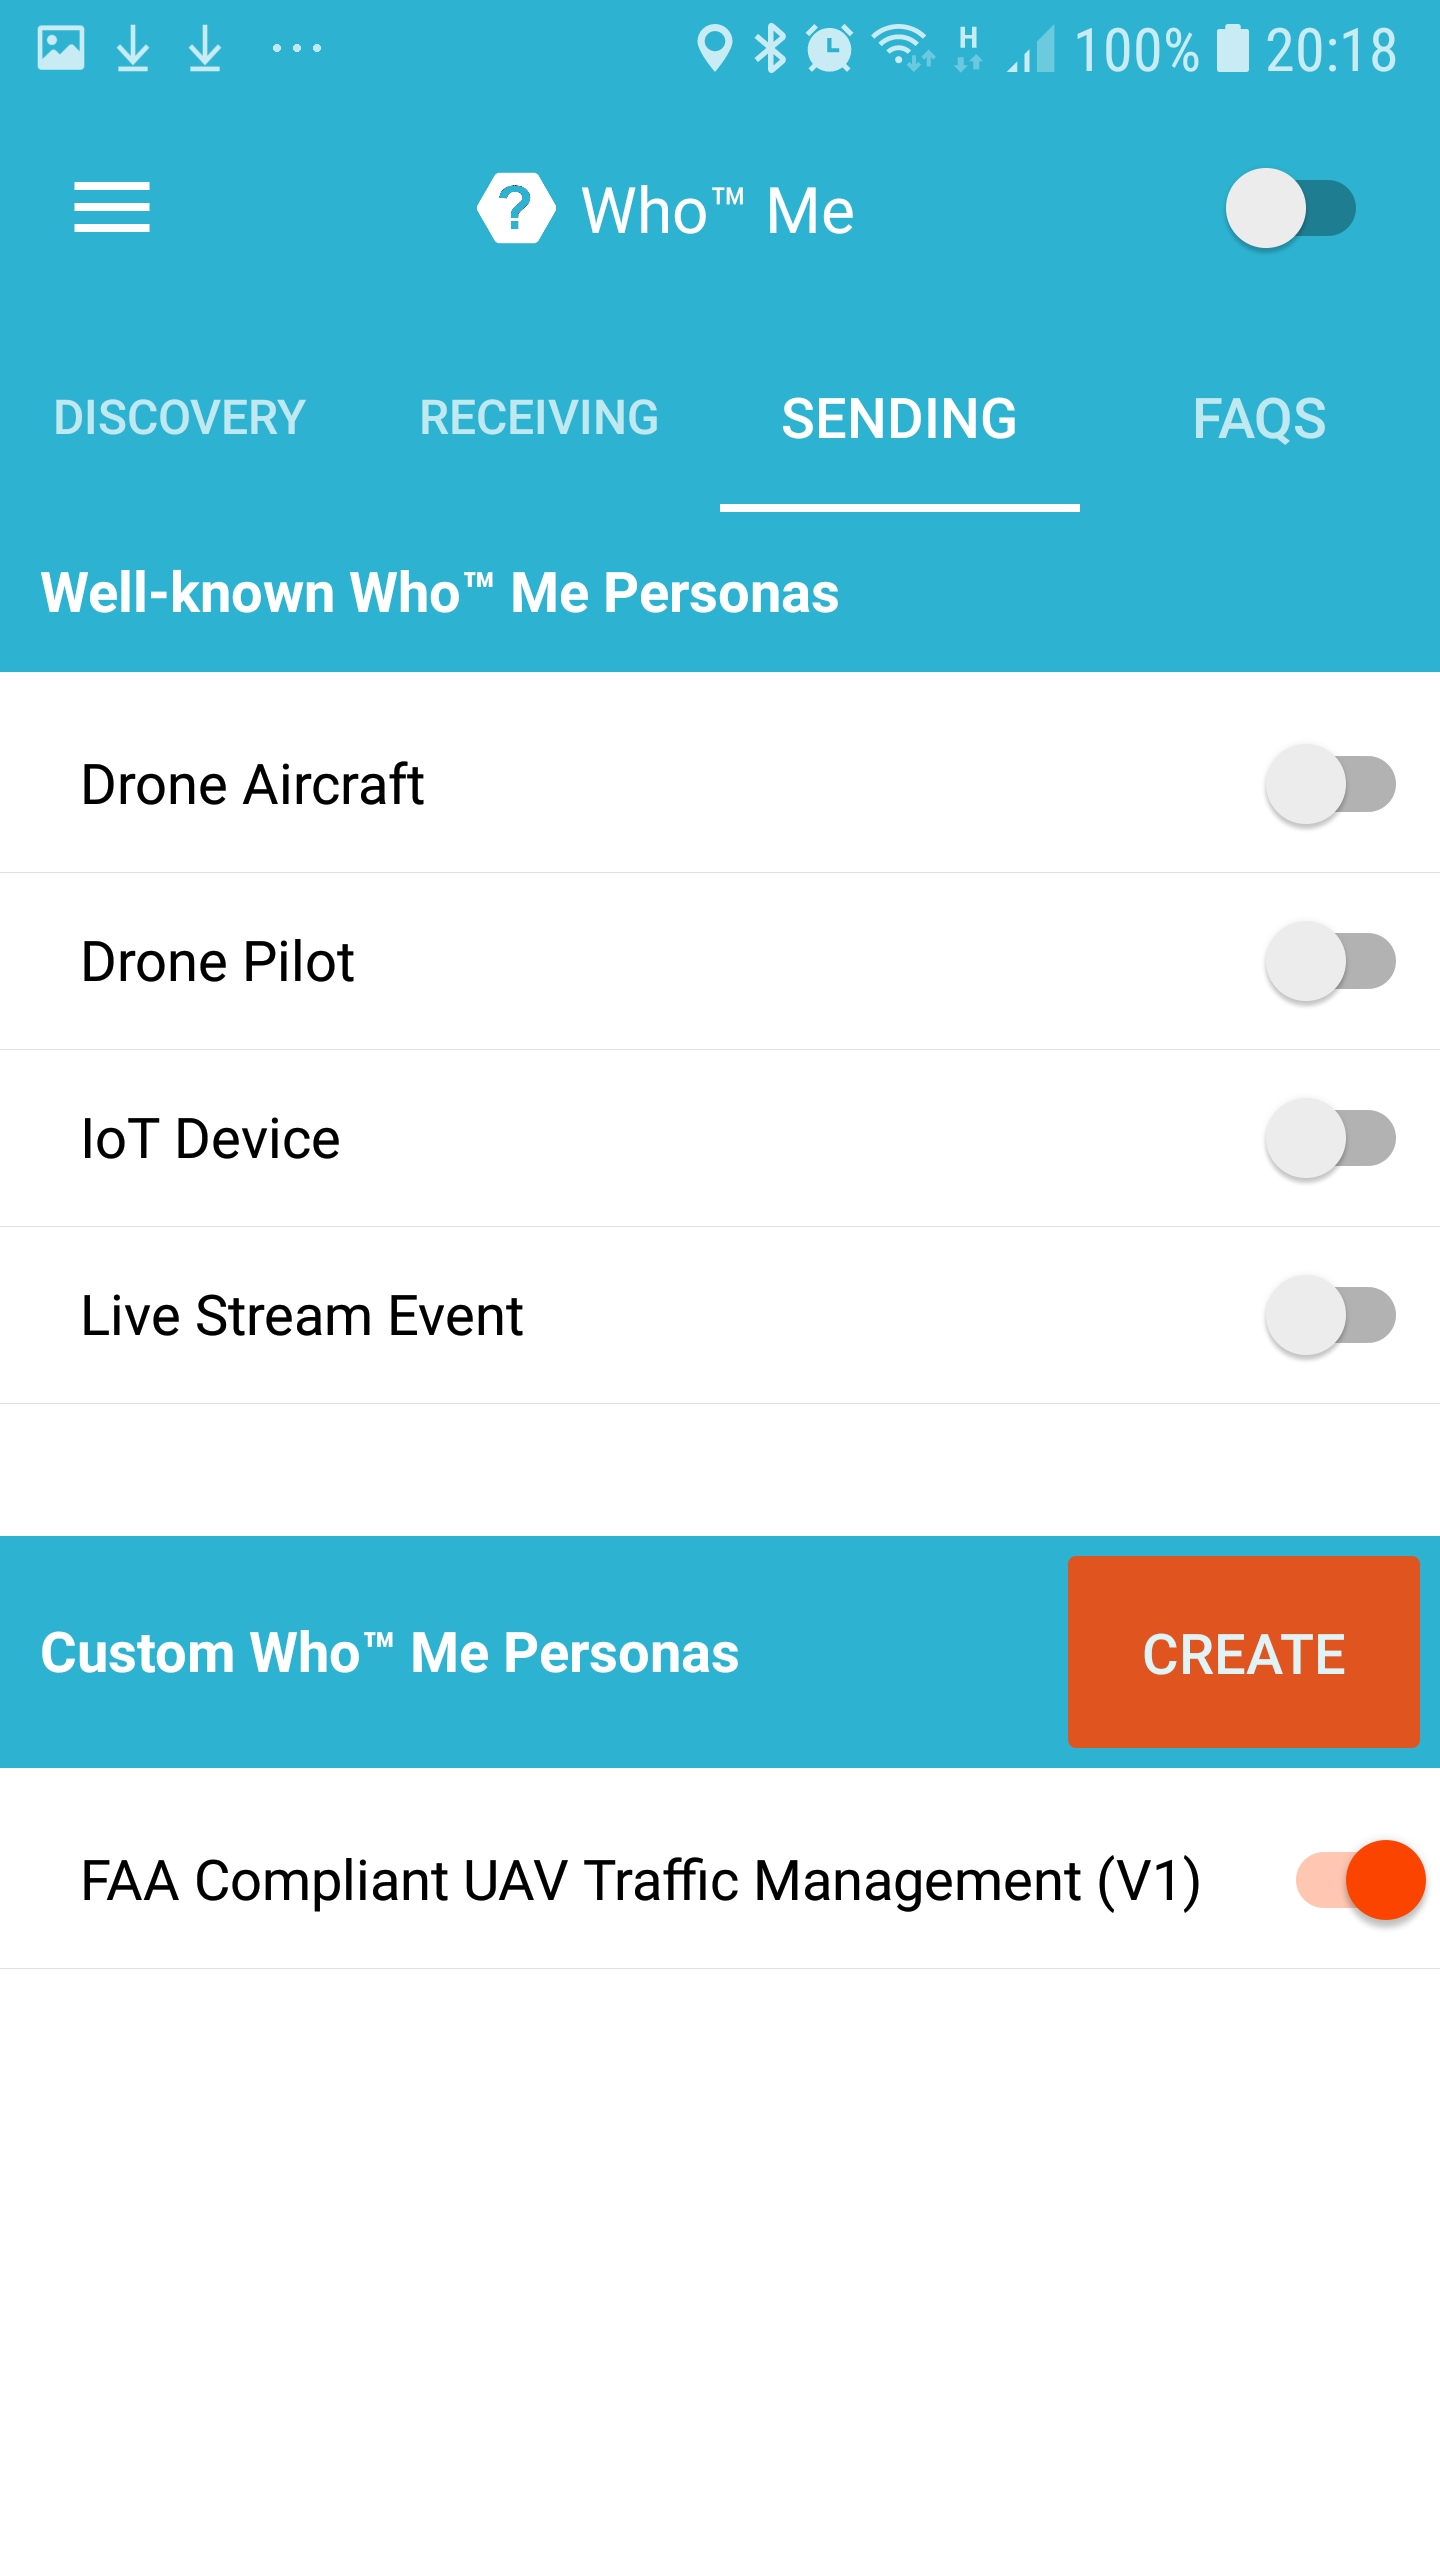 H 100% 20:18
? Who™ Me
DISCOVERY RECEIVING SENDING FAQS
Well-known Who™ Me Personas
Drone Aircraft
Drone Pilot
IoT Device
Live Stream Event
Custom Who™ Me Personas CREATE
FAA Compliant UAV Traffic Management (V1)